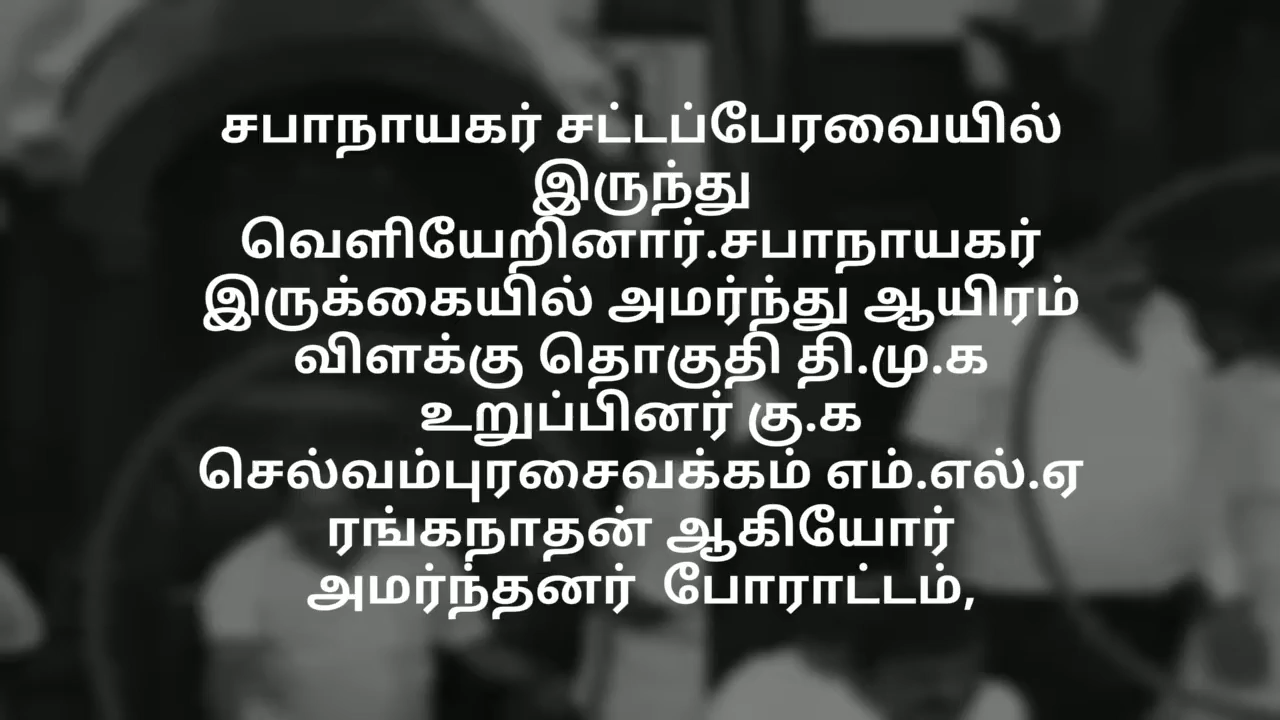 சபாநாயகர் சட்டப்பேரவையில்
இருந்து
வெளியேறினார்.சபாநாயகர்
இருக்கையில் அமர்ந்து ஆயிரம்
விளக்கு தொகுதி தி.மு.க
உறுப்பினர் கு.க
செல்வம்புரசைவக்கம் எம்.எல்.ஏ
ரங்கநாதன் ஆகியோர்
அமர்ந்தனர்  போராட்டம்,